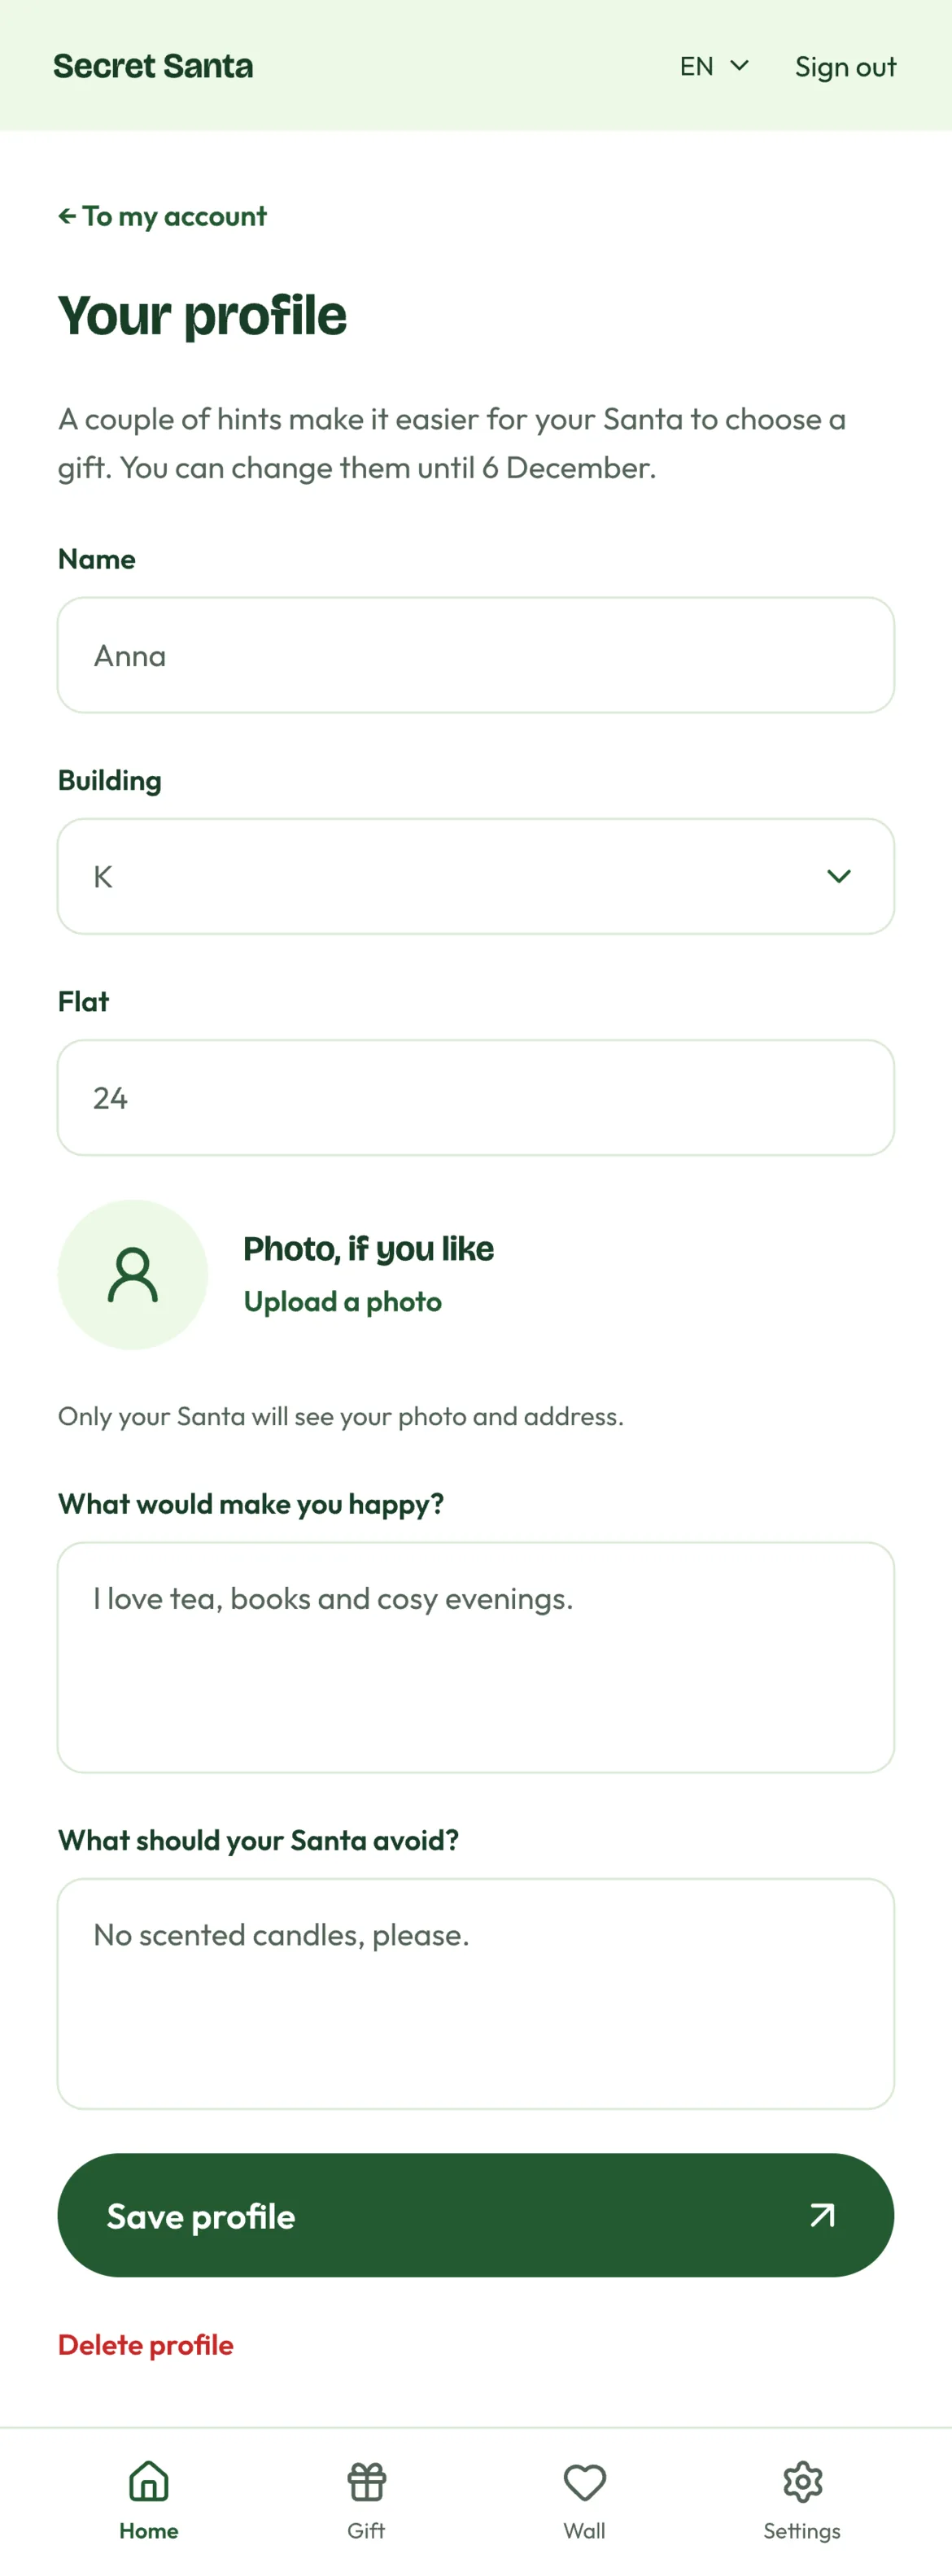 Secret Santa
EN
Sign out
← To my account
Your profile
A couple of hints make it easier for your Santa to choose a
gift. You can change them until 6 December.
Name
Anna
Building
K
Flat
24
Photo, if you like
Upload a photo
Only your Santa will see your photo and address.
What would make you happy?
I love tea, books and cosy evenings.
What should your Santa avoid?
No scented candles, please.
Save profile
Delete profile
Home
Gift
Wall
Settings